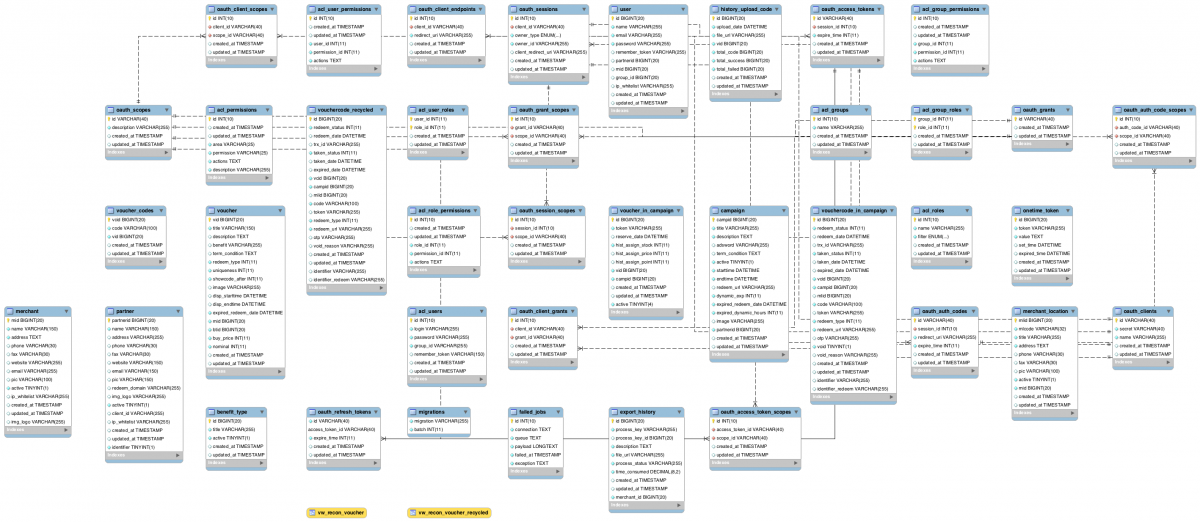 oauth_client_scopes
id INT(10)
client_id VARCHAR(40)
scope_id VARCHAR(40)
created_at TIMESTAMP
updated_at TIMESTAMP
Indexes
acl_user_permissions
id INT(10)
created_at TIMESTAMP
updated_at TIMESTAMP
user_id INT(11)
permission_id INT(11)
actions TEXT
Indexes
oauth_client_endpoints
id INT(10)
client_id VARCHAR(40)
redirect_uri VARCHAR(255)
created_at TIMESTAMP
updated_at TIMESTAMP
Indexes
oauth_sessions
id INT(10)
client_id VARCHAR(40)
owner_type ENUM(...)
owner_id VARCHAR(255)
client_redirect_uri VARCHAR(255)
created_at TIMESTAMP
updated_at TIMESTAMP
Indexes
user
id BIGINT(20)
name VARCHAR(255)
email VARCHAR(255)
password VARCHAR(255)
remember_token VARCHAR(255)
partnerid BIGINT(20)
mid BIGINT(20)
group_id BIGINT(20)
ip_whitelist VARCHAR(255)
created_at TIMESTAMP
updated_at TIMESTAMP
Indexes
history_upload_code
id BIGINT(20)
upload_date DATETIME
file_url VARCHAR(255)
vid BIGINT(20)
total_code BIGINT(20)
total_success BIGINT(20)
total_failed BIGINT(20)
created_at TIMESTAMP
updated_at TIMESTAMP
Indexes
oauth_access_tokens
id VARCHAR(40)
session_id INT(10)
expire_time INT(11)
created_at TIMESTAMP
updated_at TIMESTAMP
Indexes
acl_group_permissions
id INT(10)
created_at TIMESTAMP
updated_at TIMESTAMP
group_id INT(11)
permission_id INT(11)
actions TEXT
Indexes
oauth_scopes
id VARCHAR(40)
description VARCHAR(255)
created_at TIMESTAMP
updated_at TIMESTAMP
Indexes
acl_permissions
id INT(10)
created_at TIMESTAMP
updated_at TIMESTAMP
area VARCHAR(25)
permission VARCHAR(25)
actions TEXT
description VARCHAR(255)
Indexes
vouchercode_recycled
id BIGINT(20)
redeem_status INT(11)
redeem_date DATETIME
trx_id VARCHAR(255)
taken_status INT(11)
taken_date DATETIME
expired_date DATETIME
vcid BIGINT(20)
campid BIGINT(20)
mlid BIGINT(20)
code VARCHAR(100)
token VARCHAR(255)
redeem_type INT(11)
redeem_url VARCHAR(255)
otp VARCHAR(255)
void_reason VARCHAR(255)
created_at TIMESTAMP
updated_at TIMESTAMP
identifier VARCHAR(255)
identifier_redeem VARCHAR(255)
Indexes
acl_user_roles
user_id INT(11)
role_id INT(11)
created_at TIMESTAMP
updated_at TIMESTAMP
Indexes
oauth_grant_scopes
id INT(10)
grant_id VARCHAR(40)
scope_id VARCHAR(40)
created_at TIMESTAMP
updated_at TIMESTAMP
Indexes
acl_groups
id INT(10)
name VARCHAR(255)
created_at TIMESTAMP
updated_at TIMESTAMP
Indexes
acl_group_roles
group_id INT(11)
role_id INT(11)
created_at TIMESTAMP
updated_at TIMESTAMP
Indexes
oauth_grants
id VARCHAR(40)
created_at TIMESTAMP
updated_at TIMESTAMP
Indexes
oauth_auth_code_scopes
id INT(10)
auth_code_id VARCHAR(40)
scope_id VARCHAR(40)
created_at TIMESTAMP
updated_at TIMESTAMP
Indexes
voucher_codes
vcid BIGINT(20)
code VARCHAR(100)
vid BIGINT(20)
created_at TIMESTAMP
updated_at TIMESTAMP
Indexes
voucher
vid BIGINT(20)
title VARCHAR(150)
description TEXT
benefit VARCHAR(255)
term_condition TEXT
redeem_type INT(11)
uniqueness INT(11)
showcode_after INT(11)
image VARCHAR(255)
disp_starttime DATETIME
disp_endtime DATETIME
expired_redeem_date DATETIME
mid BIGINT(20)
btid BIGINT(20)
buy_price INT(11)
nominal INT(11)
created_at TIMESTAMP
updated_at TIMESTAMP
Indexes
acl_role_permissions
id INT(10)
created_at TIMESTAMP
updated_at TIMESTAMP
role_id INT(11)
permission_id INT(11)
actions TEXT
Indexes
oauth_session_scopes
id INT(10)
session_id INT(10)
scope_id VARCHAR(40)
created_at TIMESTAMP
updated_at TIMESTAMP
Indexes
voucher_in_campaign
id BIGINT(20)
token VARCHAR(255)
reserve_date DATETIME
hist_assign_stock INT(11)
hist_assign_price INT(11)
hist_assign_point INT(11)
vid BIGINT(20)
campid BIGINT(20)
created_at TIMESTAMP
updated_at TIMESTAMP
active TINYINT(4)
Indexes
campaign
campid BIGINT(20)
title VARCHAR(255)
description TEXT
adsword VARCHAR(255)
term_condition TEXT
active TINYINT(1)
starttime DATETIME
endtime DATETIME
redeem_url VARCHAR(255)
dynamic_exp INT(11)
expired_redeem_date DATETIME
expired_dynamic_hours INT(11)
image VARCHAR(255)
partnerid BIGINT(20)
created_at TIMESTAMP
updated_at TIMESTAMP
Indexes
vouchercode_in_campaign
id BIGINT(20)
redeem_status INT(11)
redeem_date DATETIME
trx_id VARCHAR(255)
taken_status INT(11)
taken_date DATETIME
expired_date DATETIME
vcid BIGINT(20)
campid BIGINT(20)
mlid BIGINT(20)
code VARCHAR(100)
token VARCHAR(255)
redeem_type INT(11)
redeem_url VARCHAR(255)
otp VARCHAR(255)
void TINYINT(1)
void_reason VARCHAR(255)
created_at TIMESTAMP
updated_at TIMESTAMP
identifier VARCHAR(255)
identifier_redeem VARCHAR(255)
Indexes
acl_roles
id INT(10)
name VARCHAR(255)
filter ENUM(...)
created_at TIMESTAMP
updated_at TIMESTAMP
Indexes
onetime_token
id BIGINT(20)
token VARCHAR(255)
value TEXT
set_time DATETIME
expired_time DATETIME
created_at TIMESTAMP
updated_at TIMESTAMP
Indexes
merchant
mid BIGINT(20)
name VARCHAR(150)
address TEXT
phone VARCHAR(30)
fax VARCHAR(30)
website VARCHAR(255)
email VARCHAR(255)
pic VARCHAR(100)
active TINYINT(1)
ip_whitelist VARCHAR(255)
created_at TIMESTAMP
updated_at TIMESTAMP
img_logo VARCHAR(255)
Indexes
partner
partnerid BIGINT(20)
name VARCHAR(150)
address VARCHAR(255)
phone VARCHAR(30)
fax VARCHAR(30)
website VARCHAR(150)
email VARCHAR(150)
pic VARCHAR(150)
redeem_domain VARCHAR(255)
img_logo VARCHAR(255)
active TINYINT(1)
client_id VARCHAR(255)
ip_whitelist VARCHAR(255)
created_at TIMESTAMP
updated_at TIMESTAMP
identifier TINYINT(1)
Indexes
acl_users
id INT(10)
login VARCHAR(255)
password VARCHAR(255)
group_id VARCHAR(255)
remember_token VARCHAR(150)
created_at TIMESTAMP
updated_at TIMESTAMP
Indexes
oauth_client_grants
id INT(10)
client_id VARCHAR(40)
grant_id VARCHAR(40)
created_at TIMESTAMP
updated_at TIMESTAMP
Indexes
oauth_auth_codes
id VARCHAR(40)
session_id INT(10)
redirect_uri VARCHAR(255)
expire_time INT(11)
created_at TIMESTAMP
updated_at TIMESTAMP
Indexes
merchant_location
mlid BIGINT(20)
mlcode VARCHAR(32)
title VARCHAR(255)
address TEXT
phone VARCHAR(30)
fax VARCHAR(30)
pic VARCHAR(100)
active TINYINT(1)
mid BIGINT(20)
created_at TIMESTAMP
updated_at TIMESTAMP
Indexes
oauth_clients
id VARCHAR(40)
secret VARCHAR(40)
name VARCHAR(255)
created_at TIMESTAMP
updated_at TIMESTAMP
Indexes
benefit_type
id BIGINT(20)
title VARCHAR(255)
active TINYINT(1)
created_at TIMESTAMP
updated_at TIMESTAMP
Indexes
oauth_refresh_tokens
id VARCHAR(40)
access_token_id VARCHAR(40)
expire_time INT(11)
created_at TIMESTAMP
updated_at TIMESTAMP
Indexes
migrations
migration VARCHAR(255)
batch INT(11)
failed_jobs
id BIGINT(20)
connection TEXT
queue TEXT
payload LONGTEXT
failed_at TIMESTAMP
exception TEXT
Indexes
export_history
id BIGINT(20)
process_key VARCHAR(255)
process_key_id BIGINT(20)
description TEXT
file_url VARCHAR(255)
process_status VARCHAR(255)
time_consumed DECIMAL(8,2)
created_at TIMESTAMP
updated_at TIMESTAMP
merchant_id BIGINT(20)
Indexes
oauth_access_token_scopes
id INT(10)
access_token_id VARCHAR(40)
scope_id VARCHAR(40)
created_at TIMESTAMP
updated_at TIMESTAMP
Indexes
vw_recon_voucher
vw_recon_voucher_recycled